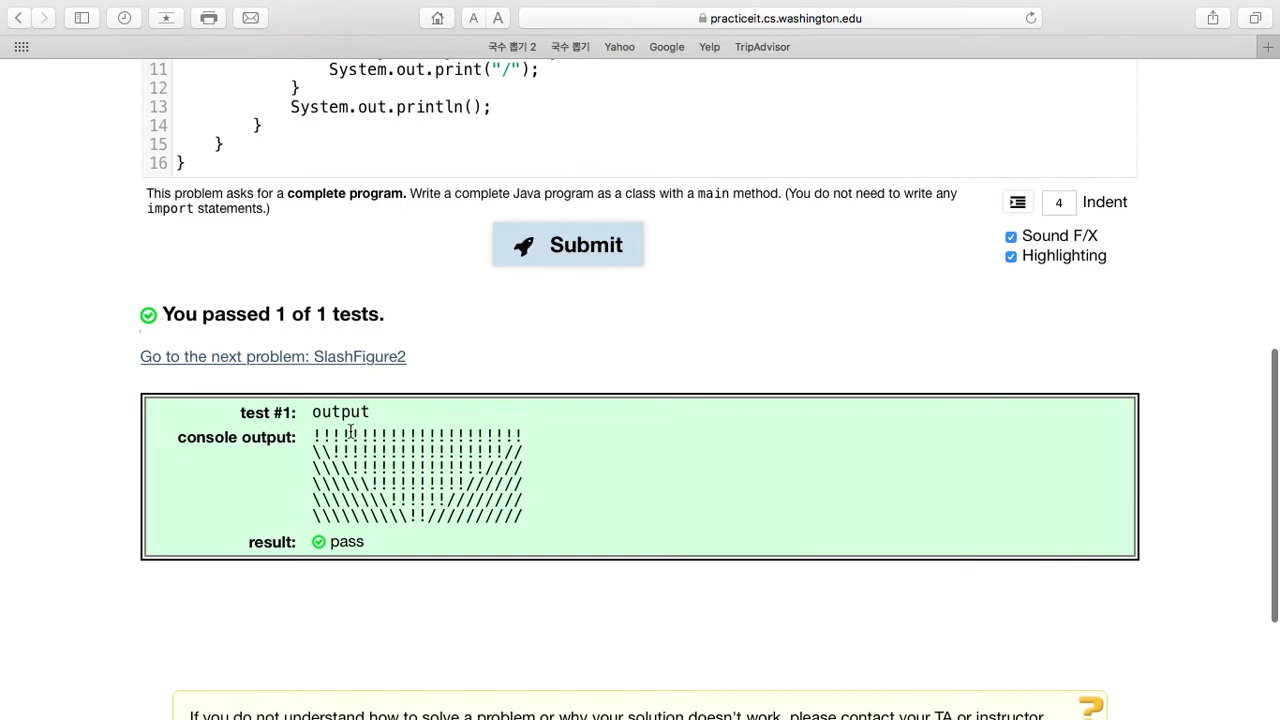 A A
practiceit.cs.washington.edu
국수 뽑기 2 국수 뽑기 Yahoo Google Yelp TripAdvisor
11 System.out.print("/");
12 }
13 System.out.println();
14 }
15 }
16 }
This problem asks for a complete program. Write a complete Java program as a class with a main method. (You do not need to write any
import statements.)
4 Indent
Submit
Sound F/X
Highlighting
You passed 1 of 1 tests.
Go to the next problem: SlashFigure2
test #1: output
console output: !!!!!!!!!!!!!!!!!!!!!!
\\!!!!!!!!!!!!!!!!!!//
\\\\!!!!!!!!!!!!!!////
\\\\\\!!!!!!!!!!//////
\\\\\\\\!!!!!!////////
\\\\\\\\\\!!//////////
result: pass
If you do not understand how to solve a problem or why your solution doesn't work, please contact your TA or instructor
?